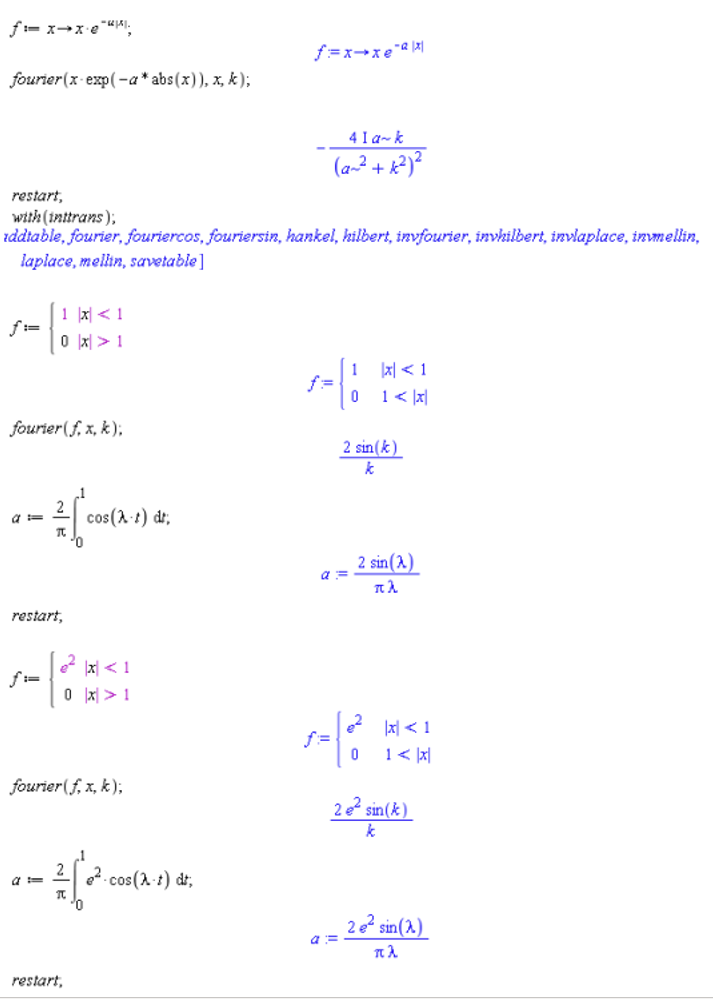 f := x→x·e^{-a|x|};
f := x→x e^{-a |x|}
fourier(x·exp(-a*abs(x)), x, k);
- 4 I a~ k / (a~^2 + k^2)^2
restart;
with(inttrans);
addtable, fourier, fouriercos, fouriersin, hankel, hilbert, invfourier, invhilbert, invlaplace, invmellin,
laplace, mellin, savetable]
f := { 1 |x| < 1
0 |x| > 1
f := { 1 |x| < 1
0 1 < |x|
fourier(f, x, k);
2 sin(k) / k
a := 2/π ∫_0^1 cos(λ·t) dt;
a := 2 sin(λ) / π λ
restart;
f := { e^2 |x| < 1
0 |x| > 1
f := { e^2 |x| < 1
0 1 < |x|
fourier(f, x, k);
2 e^2 sin(k) / k
a := 2/π ∫_0^1 e^2·cos(λ·t) dt;
a := 2 e^2 sin(λ) / π λ
restart;